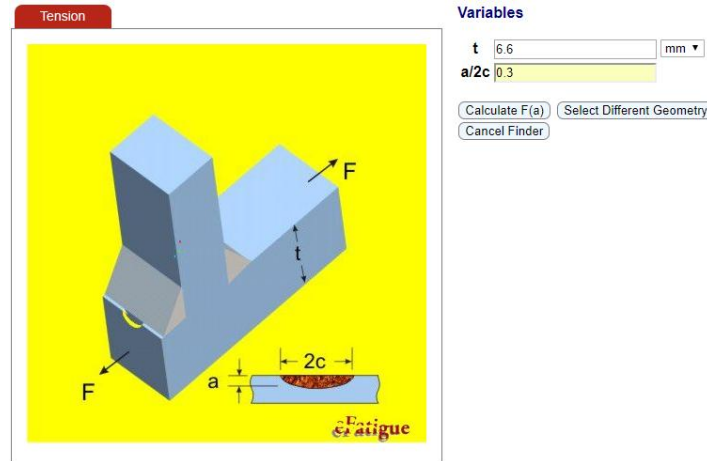 Tension
Variables
t 6.6 mm
a/2c 0.3
Calculate F(a) Select Different Geometry
Cancel Finder
F
t
F
2c
a
eFatigue